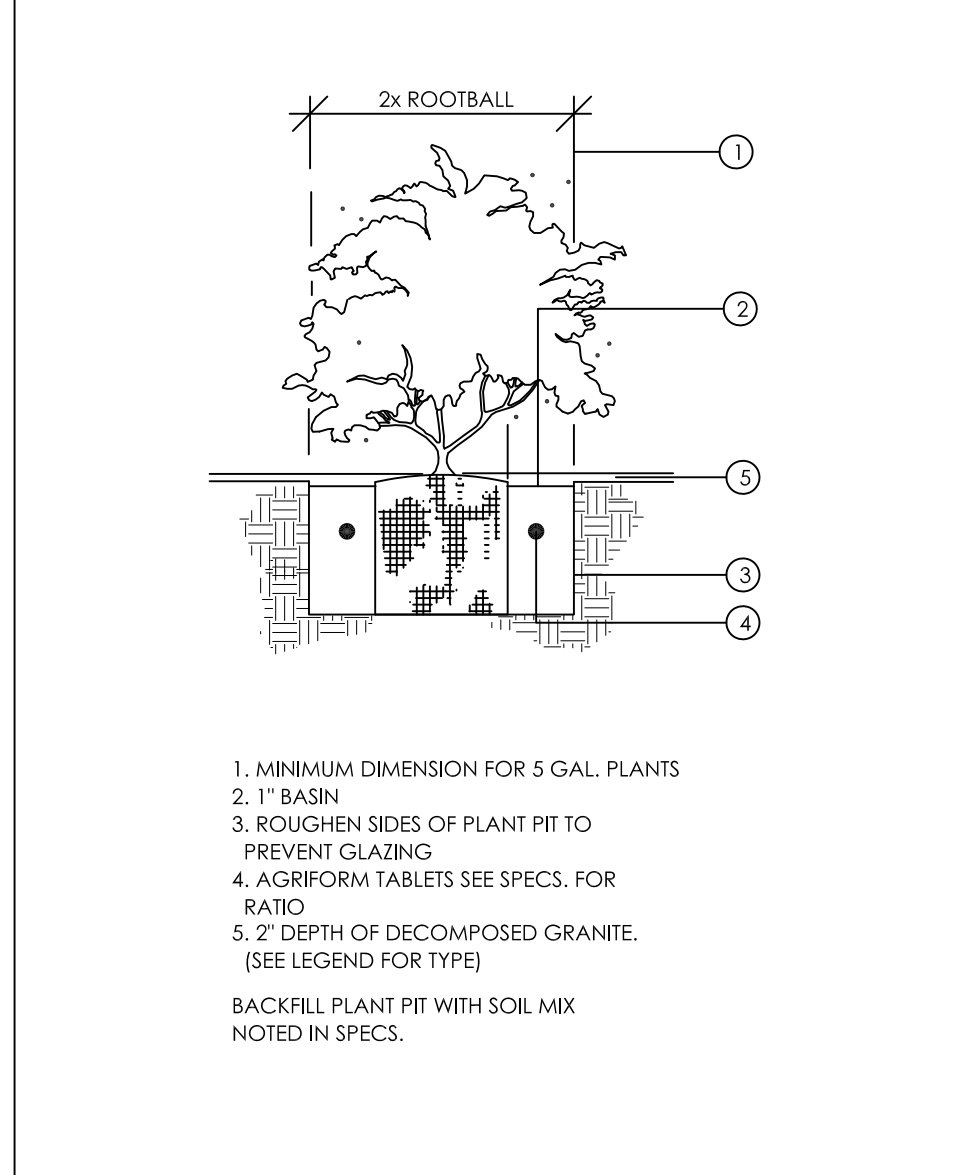 2x ROOTBALL
1
2
5
3
4
1. MINIMUM DIMENSION FOR 5 GAL. PLANTS
2. 1" BASIN
3. ROUGHEN SIDES OF PLANT PIT TO
PREVENT GLAZING
4. AGRIFORM TABLETS SEE SPECS. FOR
RATIO
5. 2" DEPTH OF DECOMPOSED GRANITE.
(SEE LEGEND FOR TYPE)
BACKFILL PLANT PIT WITH SOIL MIX
NOTED IN SPECS.